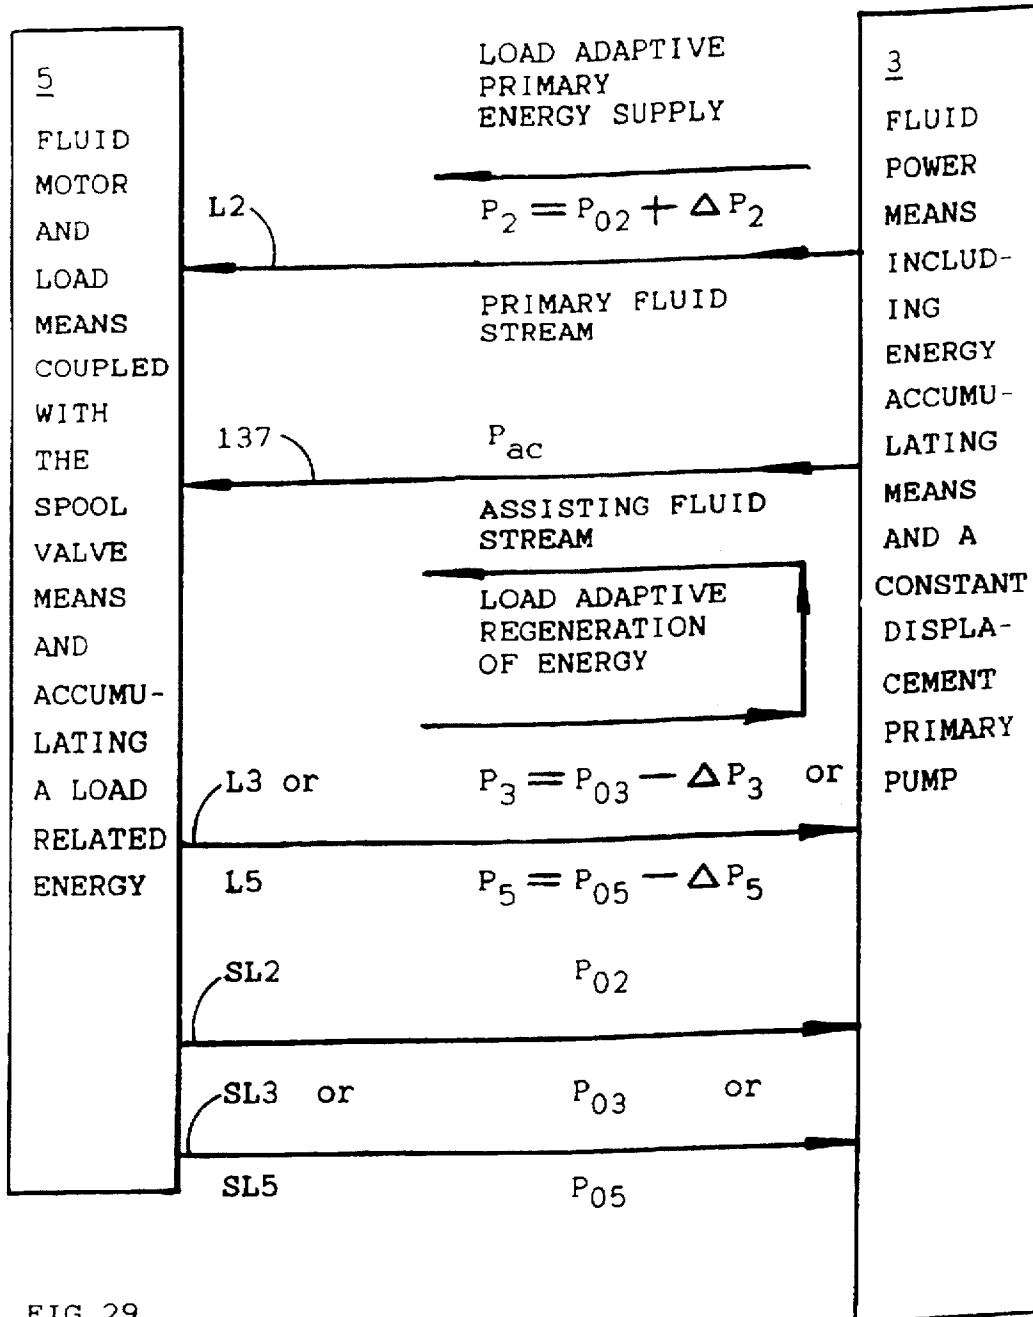 5
FLUID
MOTOR
AND
LOAD
MEANS
COUPLED
WITH
THE
SPOOL
VALVE
MEANS
AND
ACCUMU-
LATING
A LOAD
RELATED
ENERGY
LOAD ADAPTIVE
PRIMARY
ENERGY SUPPLY
L2
P2 = P02 + ΔP2
PRIMARY FLUID
STREAM
137
Pac
ASSISTING FLUID
STREAM
LOAD ADAPTIVE
REGENERATION
OF ENERGY
L3 or
P3 = P03 − ΔP3 or
L5
P5 = P05 − ΔP5
SL2
P02
SL3 or
P03 or
SL5
P05
3
FLUID
POWER
MEANS
INCLUD-
ING
ENERGY
ACCUMU-
LATING
MEANS
AND A
CONSTANT
DISPLA-
CEMENT
PRIMARY
PUMP
FIG 29